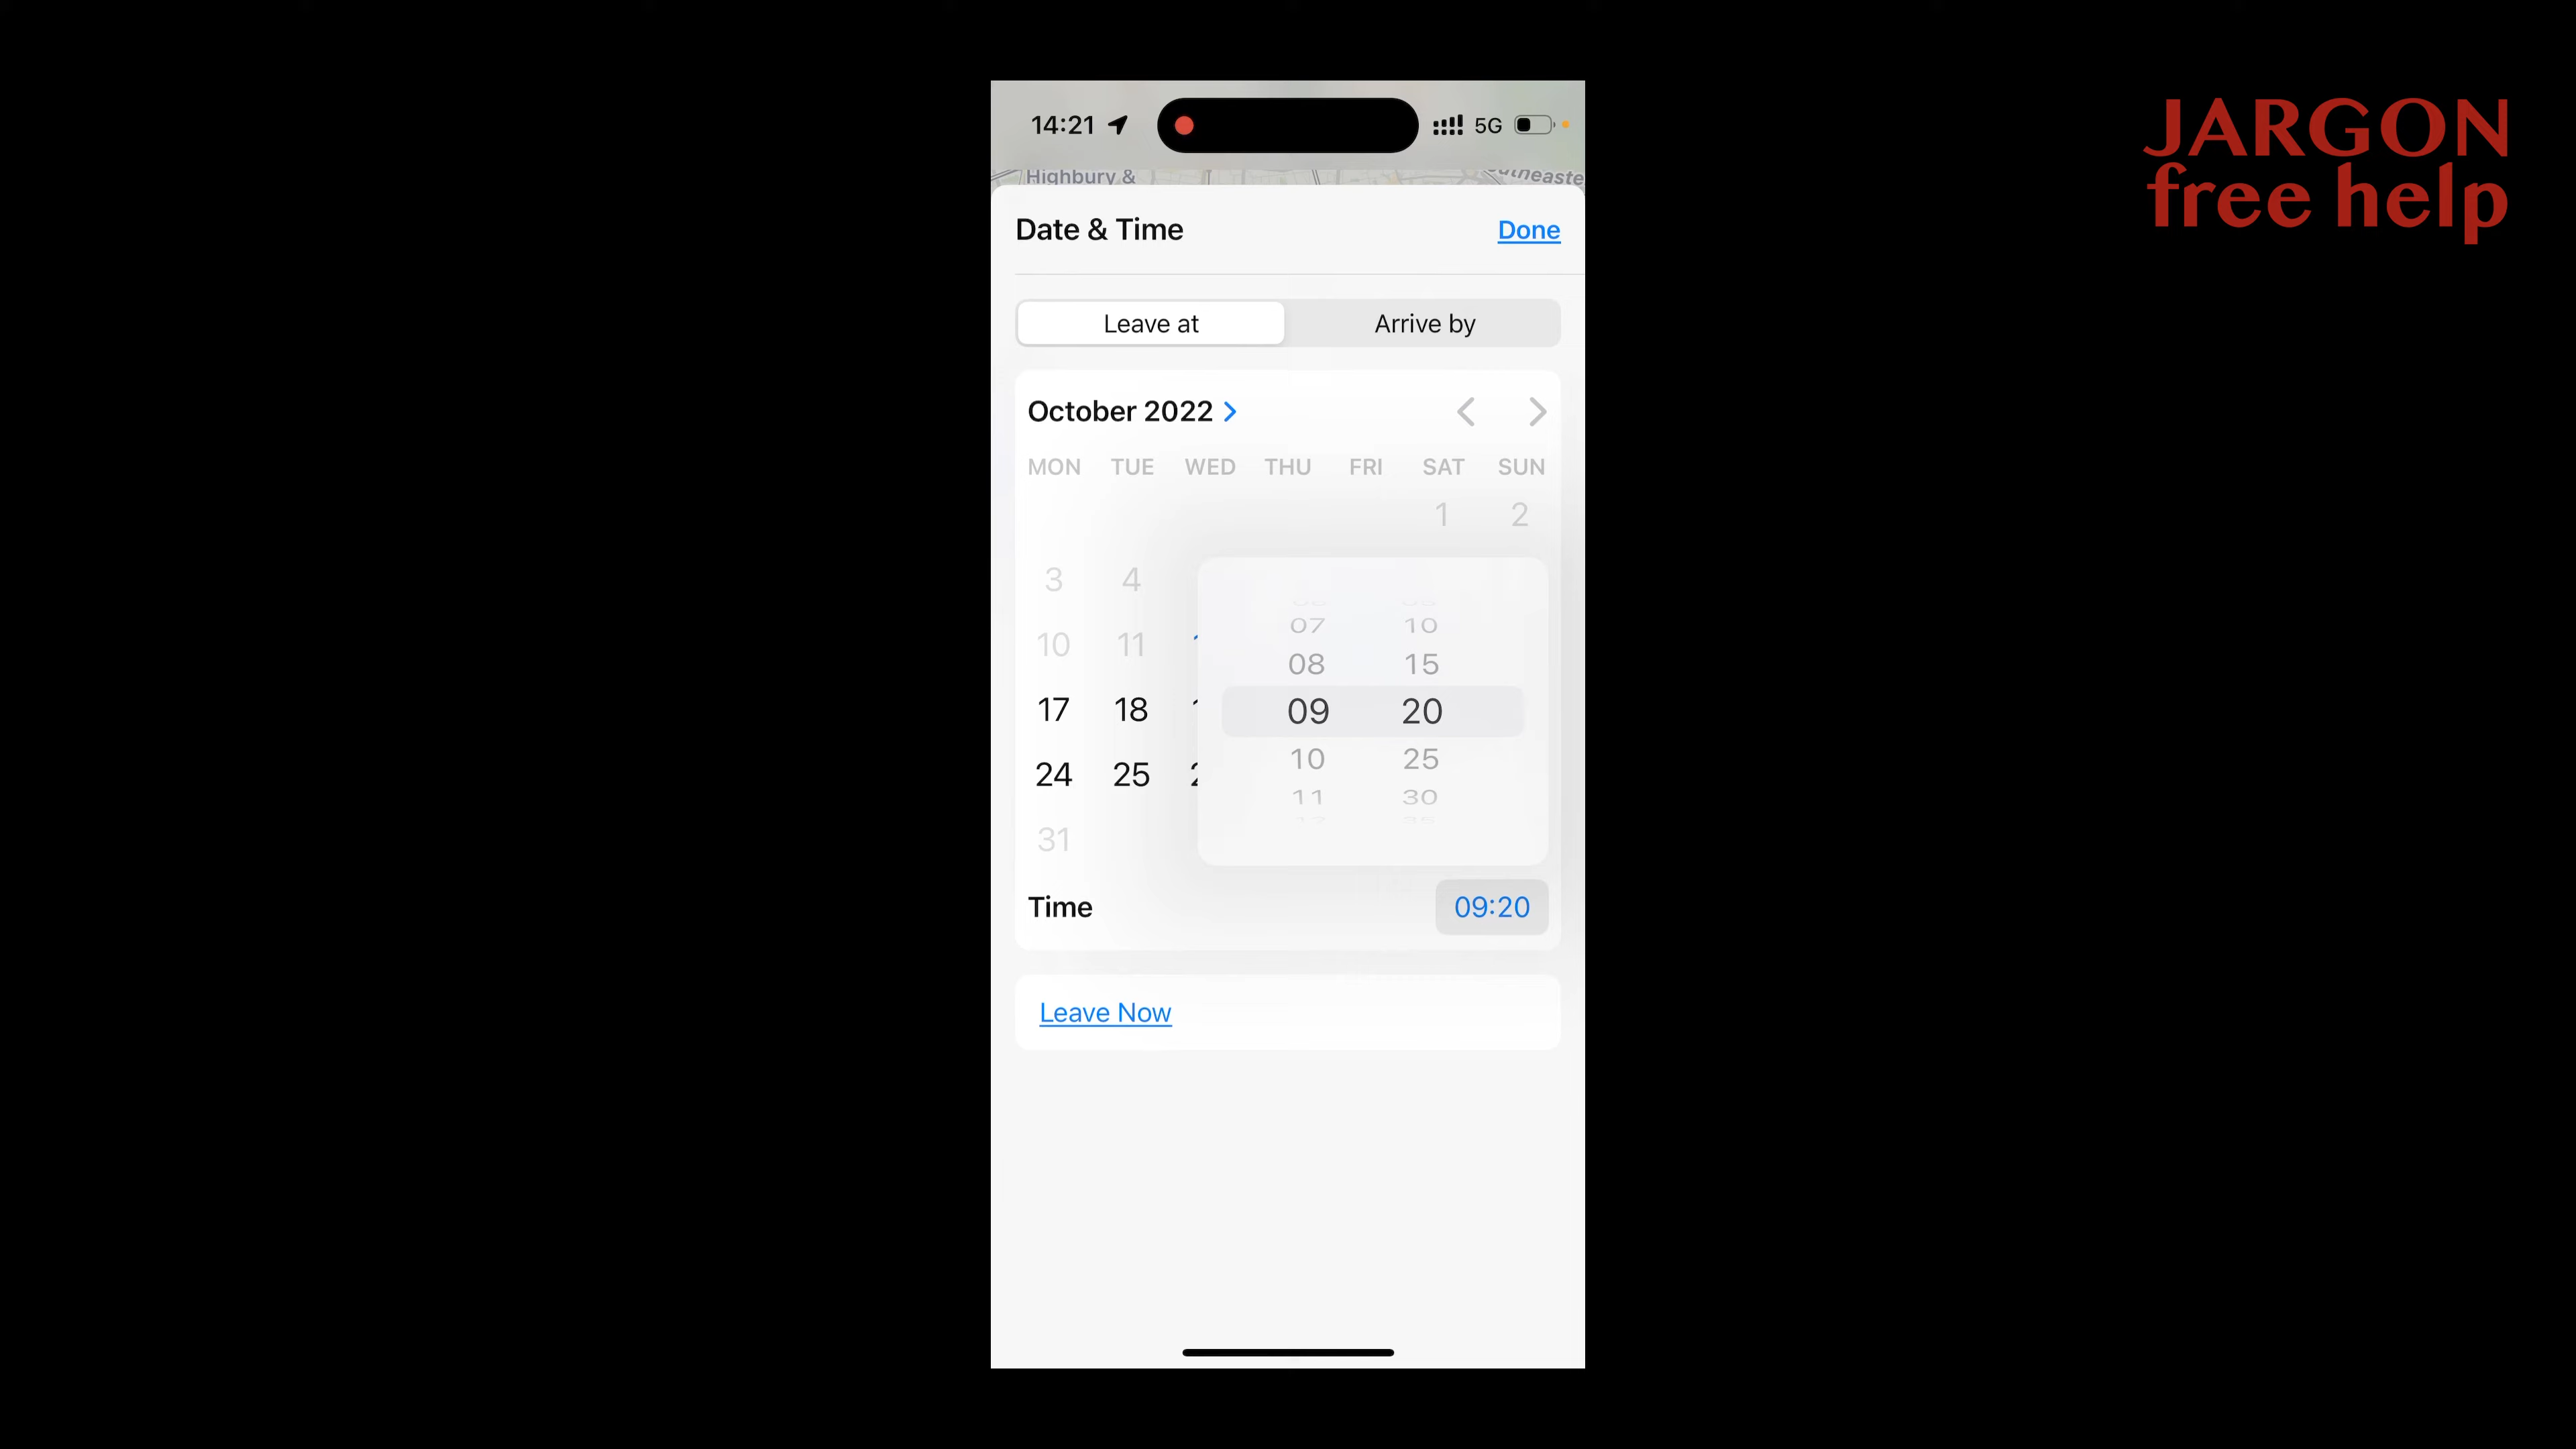 JARGON
free help
14:21 5G
Highbury &
Date & Time Done
Leave at Arrive by
October 2022
MON TUE WED THU FRI SAT SUN
1 2
3 4
10 11
17 18
24 25
31
07 10
08 15
09 20
10 25
11 30
Time 09:20
Leave Now